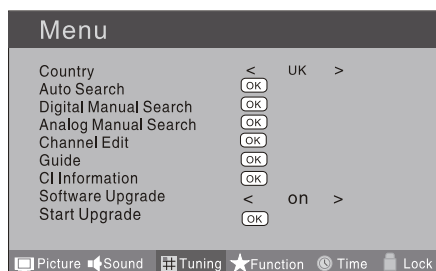 Menu
Country < UK >
Auto Search OK
Digital Manual Search OK
Analog Manual Search OK
Channel Edit OK
Guide OK
CI Information OK
Software Upgrade < on >
Start Upgrade OK
Picture Sound Tuning Function Time Lock